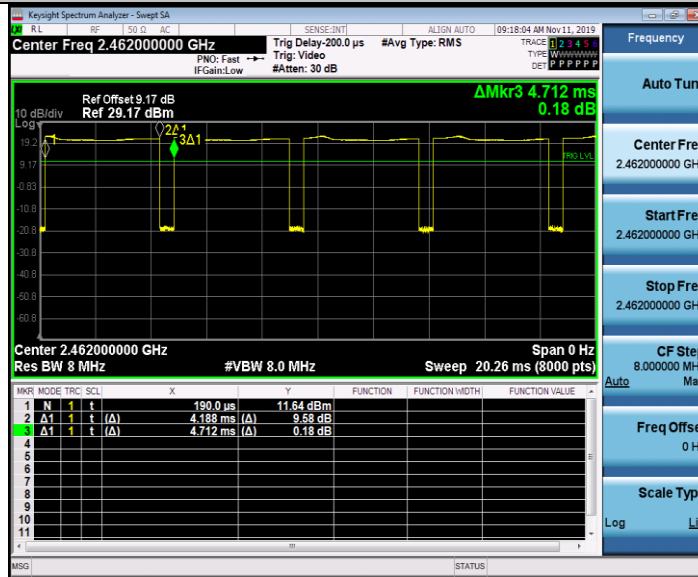 Keysight Spectrum Analyzer - Swept SA
RL RF 50 Ω AC SENSE:INT ALIGN AUTO 09:18:04 AM Nov 11, 2019
Center Freq 2.462000000 GHz
PNO: Fast
IFGain:Low
Trig Delay-200.0 µs
Trig: Video
#Atten: 30 dB
#Avg Type: RMS
TRACE 1 2 3 4 5 6
TYPE WWWWWW
DET P P P P P P
Frequency
Auto Tun
ΔMkr3 4.712 ms
0.18 dB
Ref Offset 9.17 dB
10 dB/div Ref 29.17 dBm
Log
1 2Δ1 3Δ1
19.2
9.17
TRIG LVL
-0.83
-10.8
-20.8
-30.8
-40.8
-50.8
-60.8
Center Fre
2.462000000 GH
Start Fre
2.462000000 GH
Stop Fre
2.462000000 GH
Center 2.462000000 GHz Span 0 Hz
Res BW 8 MHz #VBW 8.0 MHz Sweep 20.26 ms (8000 pts)
CF Ste
8.000000 MH
Auto Ma
MKR MODE TRC SCL X Y FUNCTION FUNCTION WIDTH FUNCTION VALUE
1 N 1 t 190.0 µs 11.64 dBm
2 Δ1 1 t (Δ) 4.188 ms (Δ) 9.58 dB
3 Δ1 1 t (Δ) 4.712 ms (Δ) 0.18 dB
4
5
6
7
8
9
10
11
Freq Offse
0 H
Scale Typ
Log Li
MSG STATUS